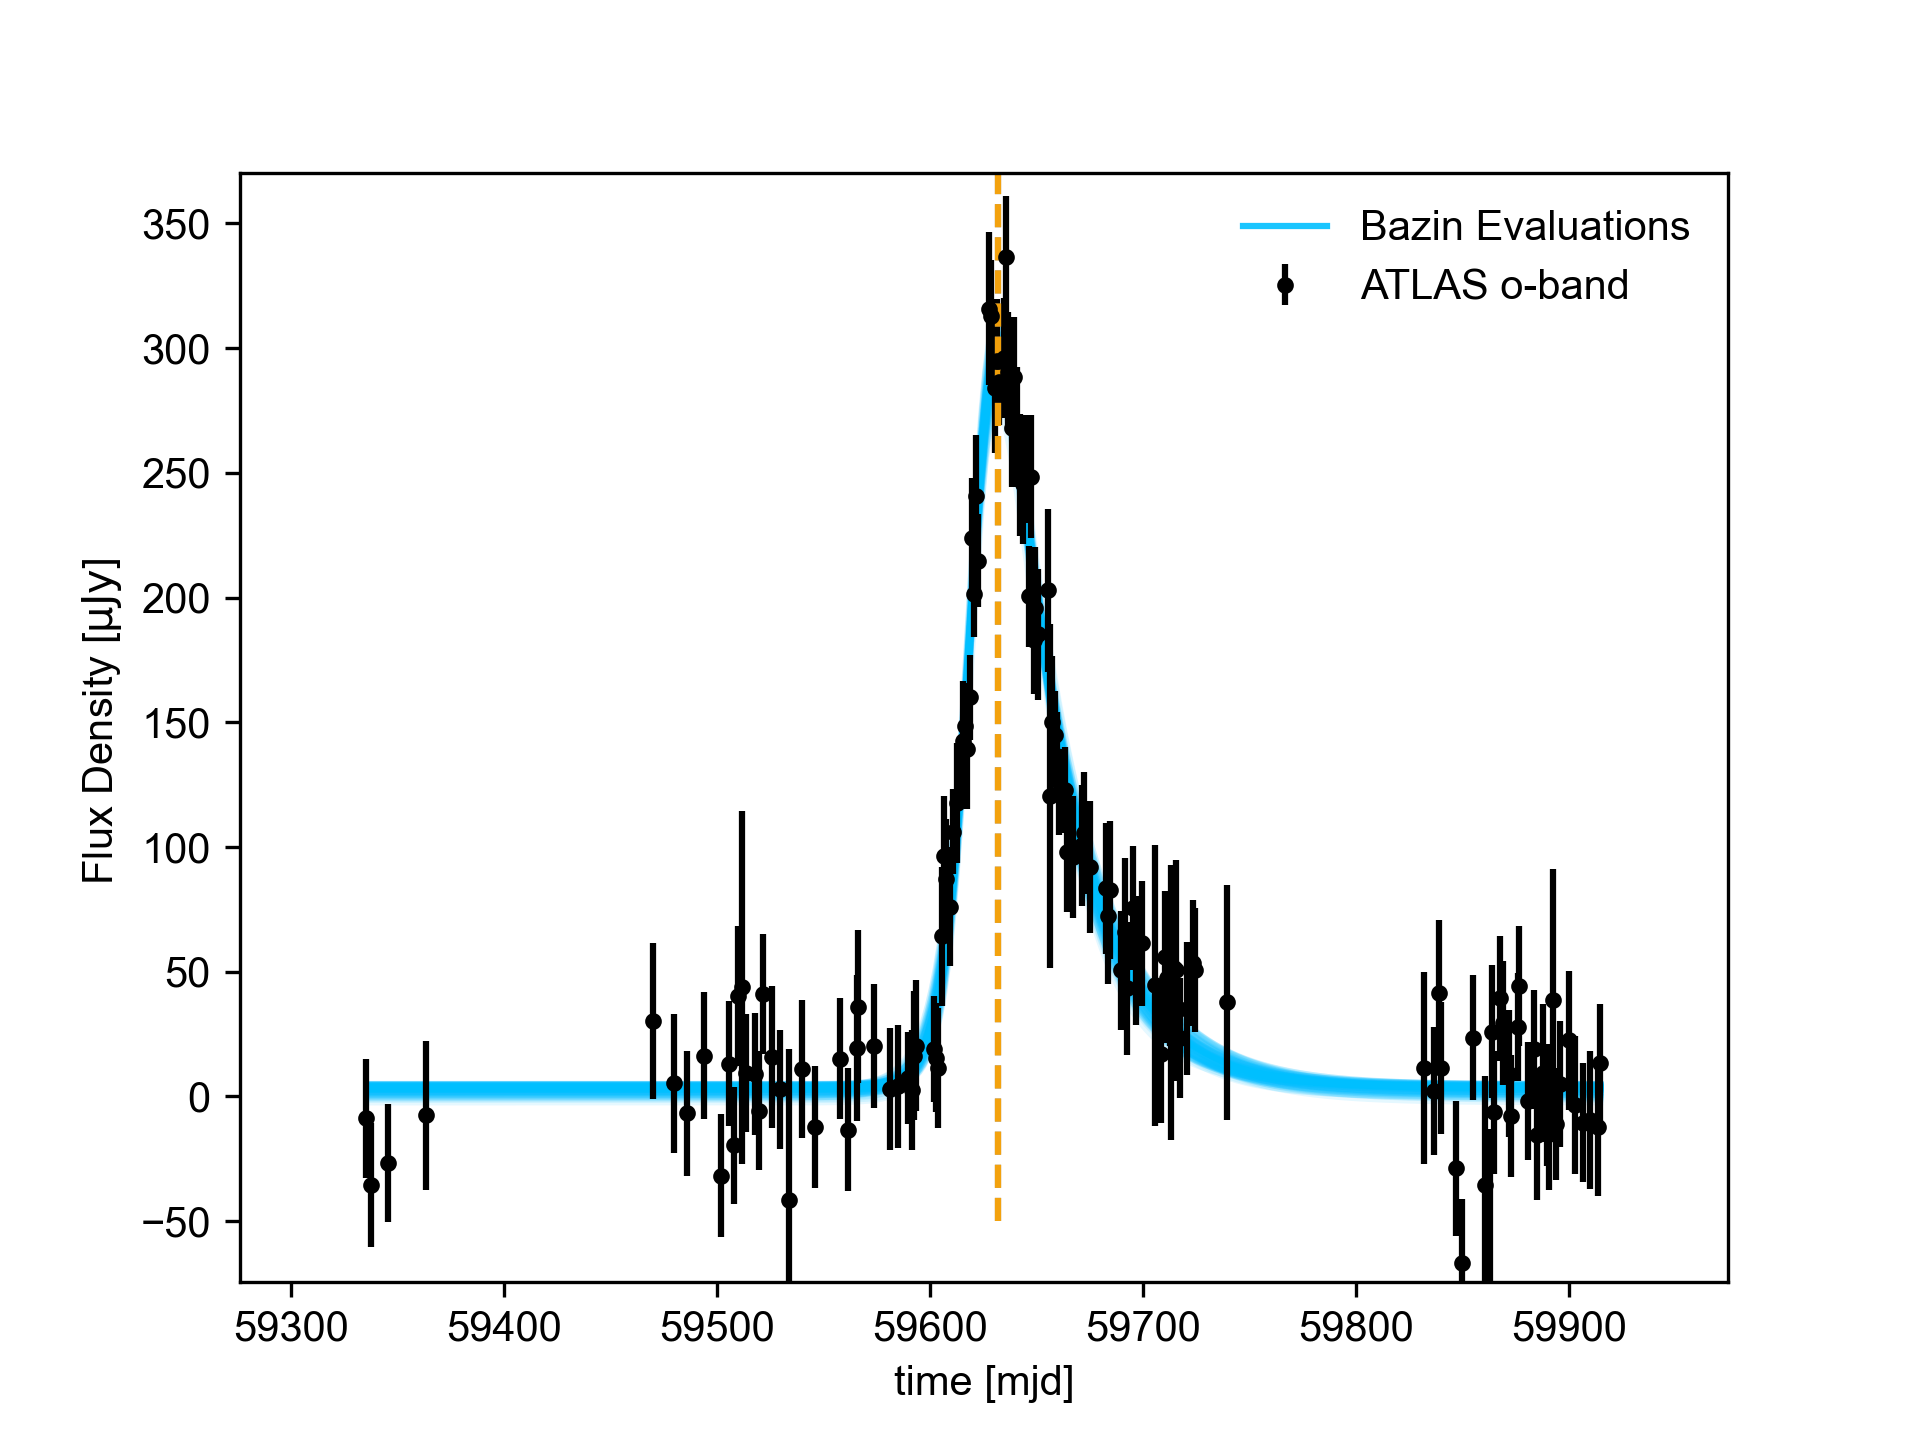 Bazin Evaluations
ATLAS o-band
350
300
250
200
150
100
50
0
−50
Flux Density [µJy]
59300 59400 59500 59600 59700 59800 59900
time [mjd]